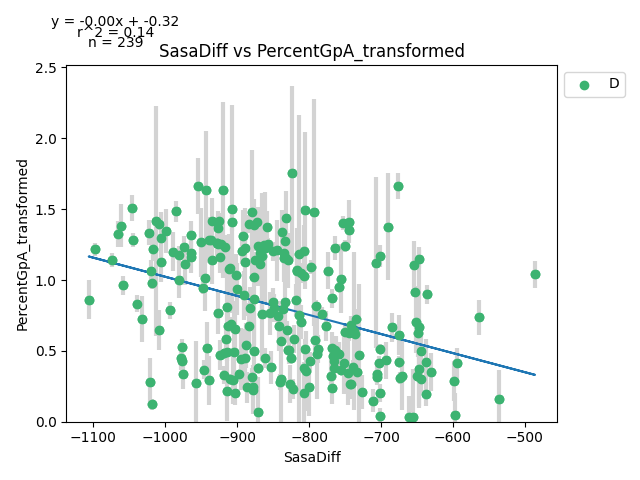 y = -0.00x + -0.32
r^2 = 0.14
n = 239
SasaDiff vs PercentGpA_transformed
D
PercentGpA_transformed
2.5
2.0
1.5
1.0
0.5
0.0
−1100 −1000 −900 −800 −700 −600 −500
SasaDiff